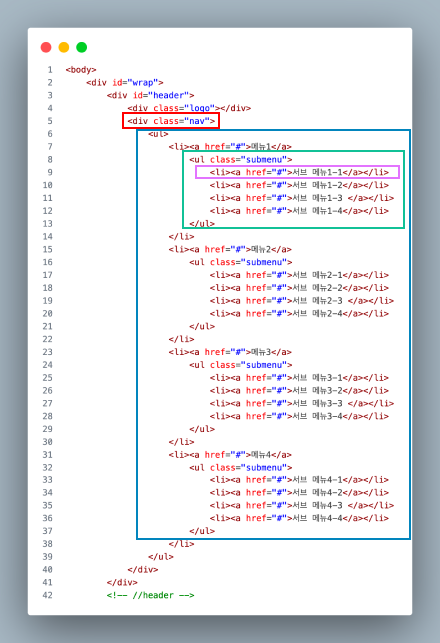 1 <body>
2 <div id="wrap">
3 <div id="header">
4 <div class="logo"></div>
5 <div class="nav">
6 <ul>
7 <li><a href="#">메뉴1</a>
8 <ul class="submenu">
9 <li><a href="#">서브 메뉴1-1</a></li>
10 <li><a href="#">서브 메뉴1-2</a></li>
11 <li><a href="#">서브 메뉴1-3 </a></li>
12 <li><a href="#">서브 메뉴1-4</a></li>
13 </ul>
14 </li>
15 <li><a href="#">메뉴2</a>
16 <ul class="submenu">
17 <li><a href="#">서브 메뉴2-1</a></li>
18 <li><a href="#">서브 메뉴2-2</a></li>
19 <li><a href="#">서브 메뉴2-3 </a></li>
20 <li><a href="#">서브 메뉴2-4</a></li>
21 </ul>
22 </li>
23 <li><a href="#">메뉴3</a>
24 <ul class="submenu">
25 <li><a href="#">서브 메뉴3-1</a></li>
26 <li><a href="#">서브 메뉴3-2</a></li>
27 <li><a href="#">서브 메뉴3-3 </a></li>
28 <li><a href="#">서브 메뉴3-4</a></li>
29 </ul>
30 </li>
31 <li><a href="#">메뉴4</a>
32 <ul class="submenu">
33 <li><a href="#">서브 메뉴4-1</a></li>
34 <li><a href="#">서브 메뉴4-2</a></li>
35 <li><a href="#">서브 메뉴4-3 </a></li>
36 <li><a href="#">서브 메뉴4-4</a></li>
37 </ul>
38 </li>
39 </ul>
40 </div>
41 </div>
42 <!-- //header -->